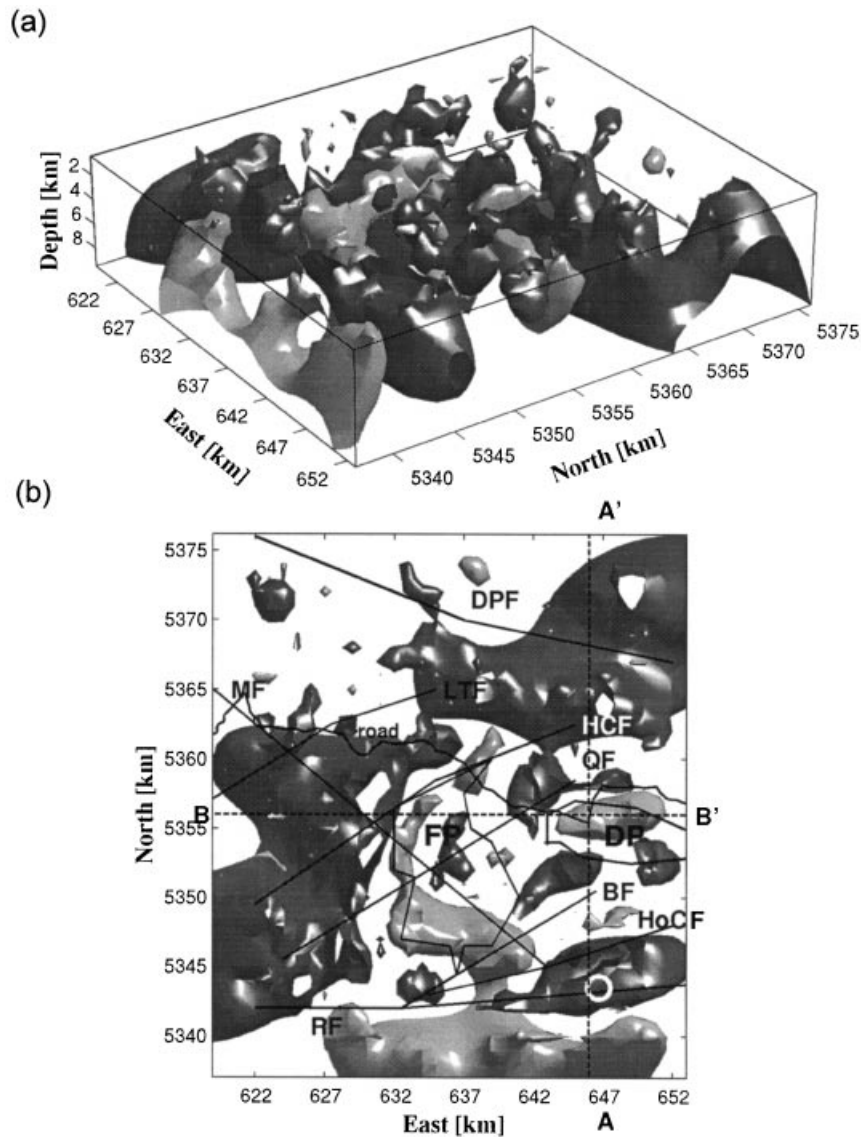 (a)
2
4
6
8
Depth [km]
622
627
632
637
642
647
652
East [km]
5340
5345
5350
5355
5360
5365
5370
5375
North [km]
(b)
A'
5375
5370
5365
5360
5355
5350
5345
5340
North [km]
DPF
MF
LTF
road
HCF
QF
B
B'
FP
DP
BF
HoCF
RF
622 627 632 637 642 647 652
East [km]
A